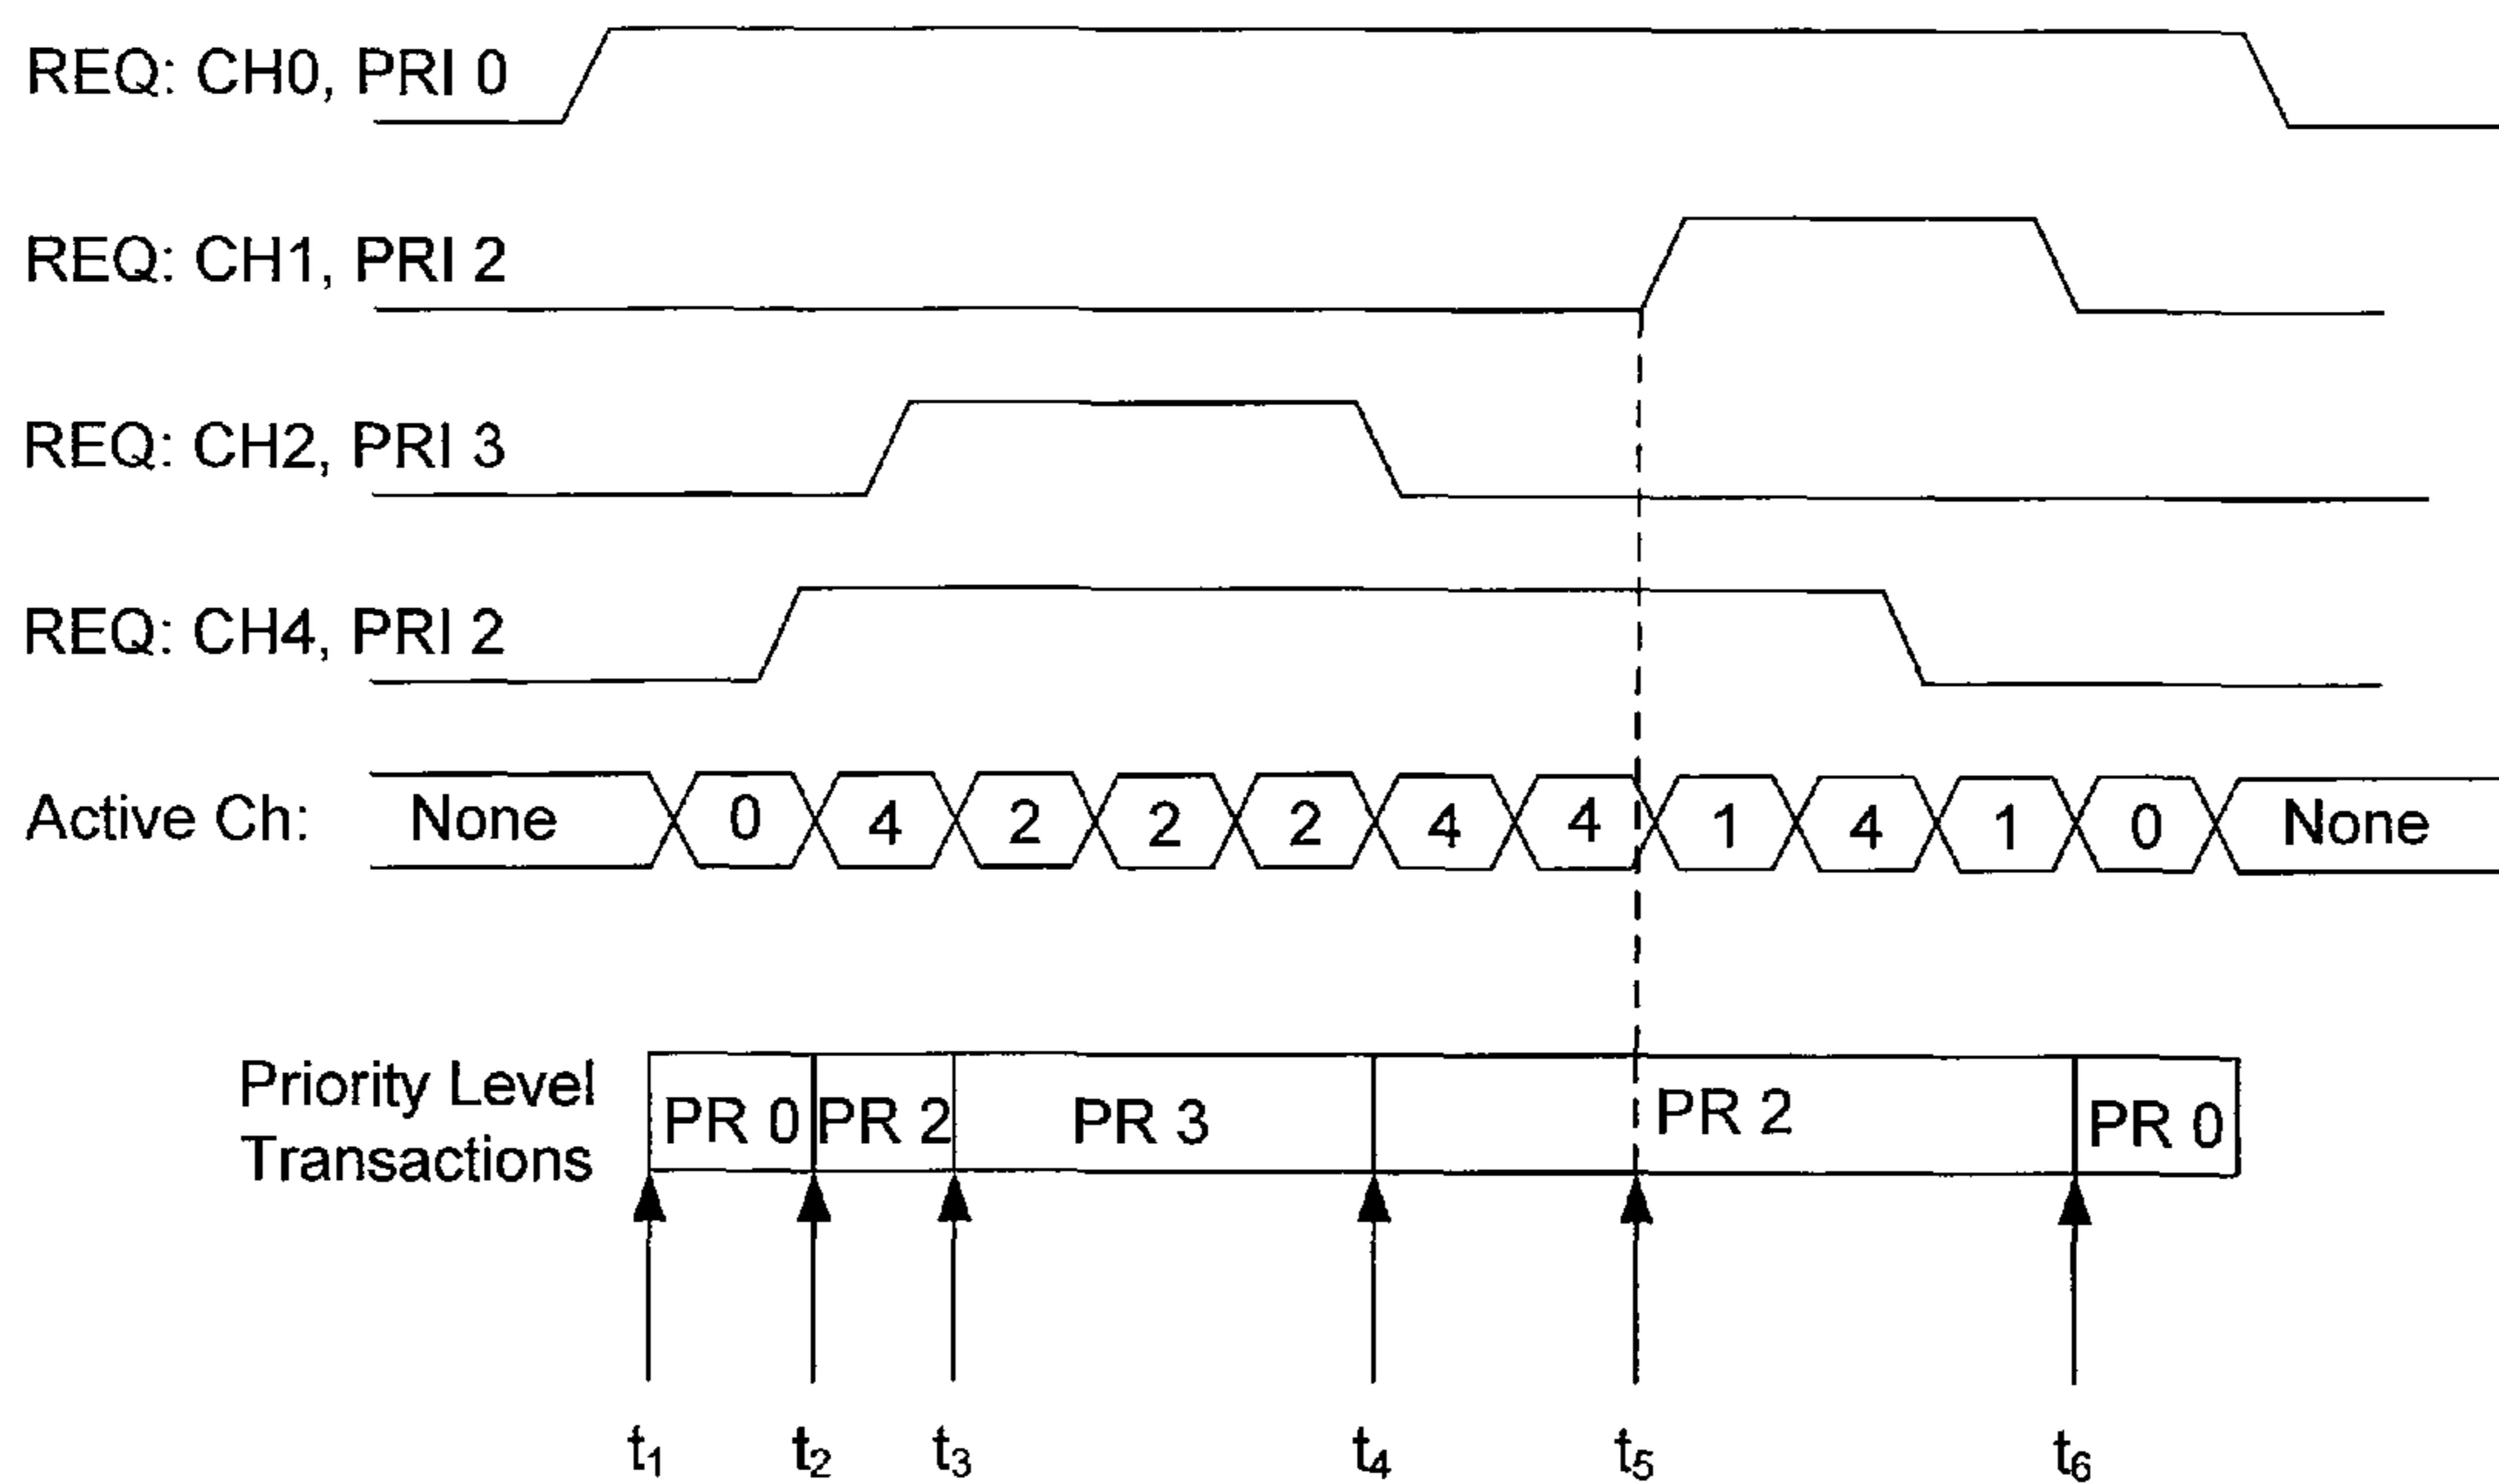 REQ: CH0, PRI 0
REQ: CH1, PRI 2
REQ: CH2, PRI 3
REQ: CH4, PRI 2
Active Ch: None 0 4 2 2 2 4 4 1 4 1 0 None
Priority Level
Transactions
PR 0 PR 2 PR 3 PR 2 PR 0
t1 t2 t3 t4 t5 t6